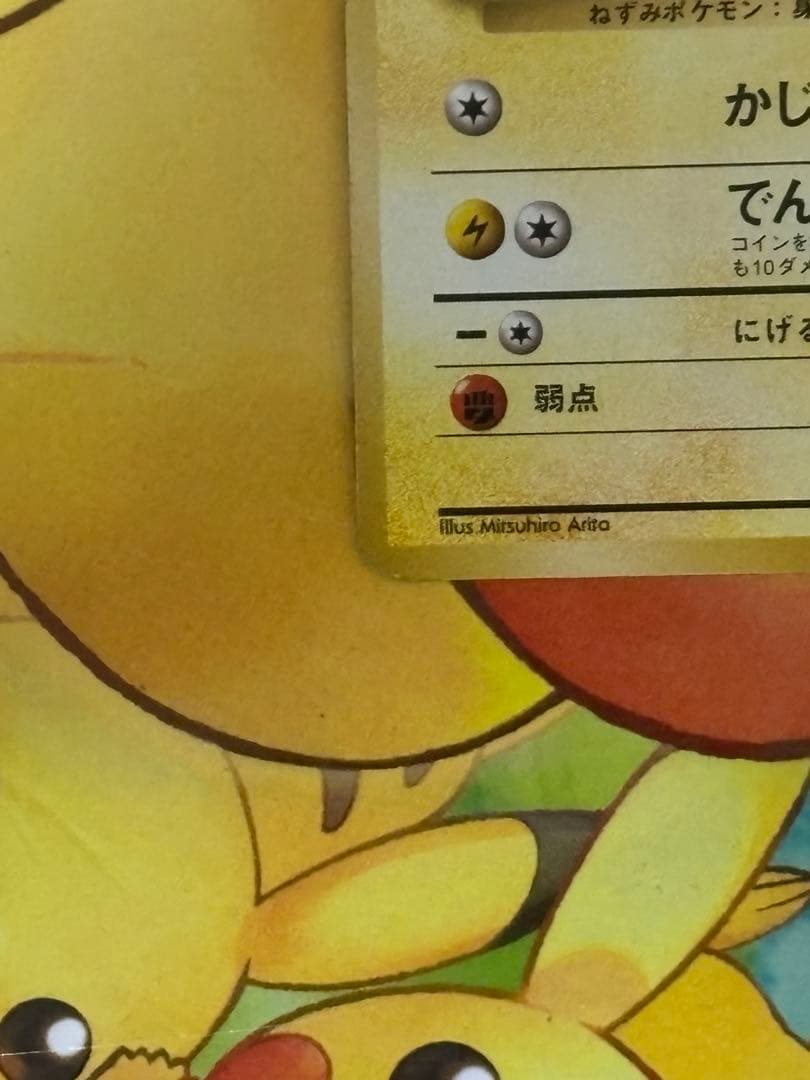 ねずみポケモン：身
かじ
でん
コインを
も10ダメ
にげる
弱点
Illus. Mitsuhiro Arita